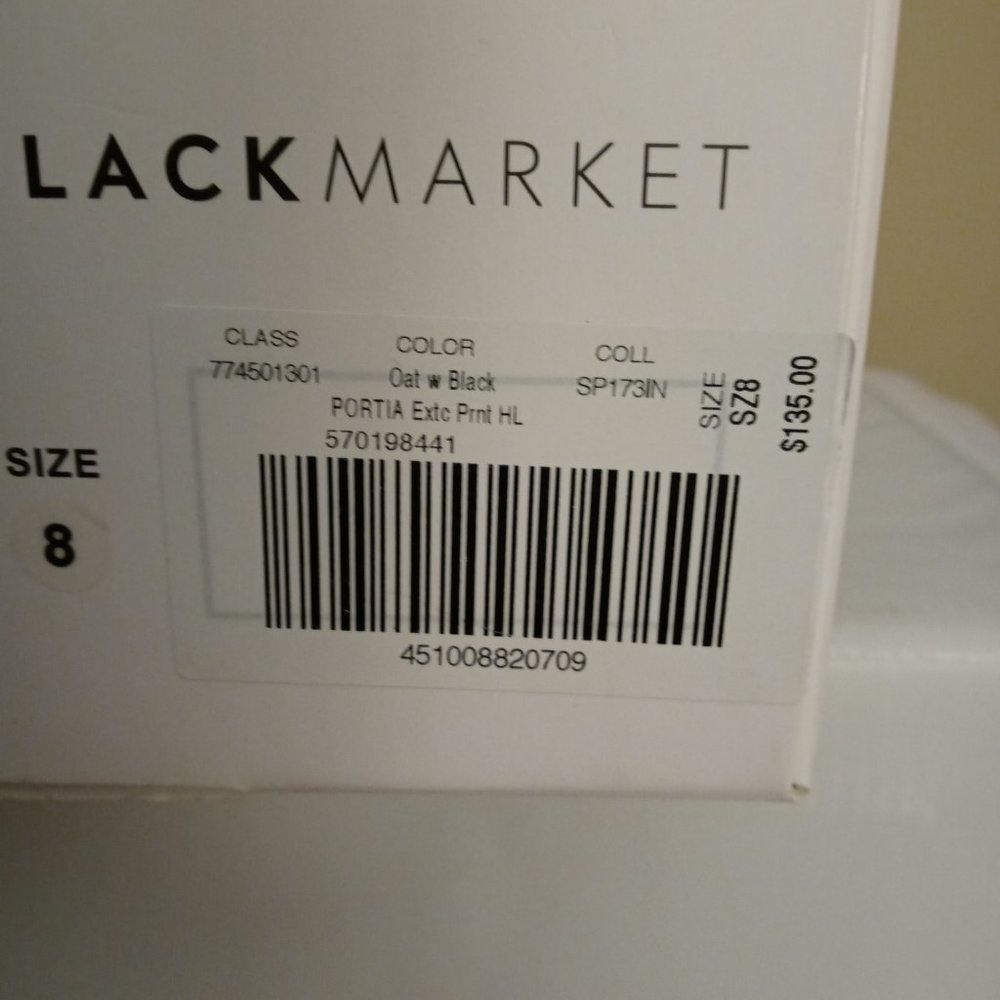 LACKMARKET
CLASS COLOR COLL
774501301 Oat w Black SP173IN
PORTIA Extc Prnt HL
570198441
SIZE
SZ8
$135.00
SIZE
8
451008820709